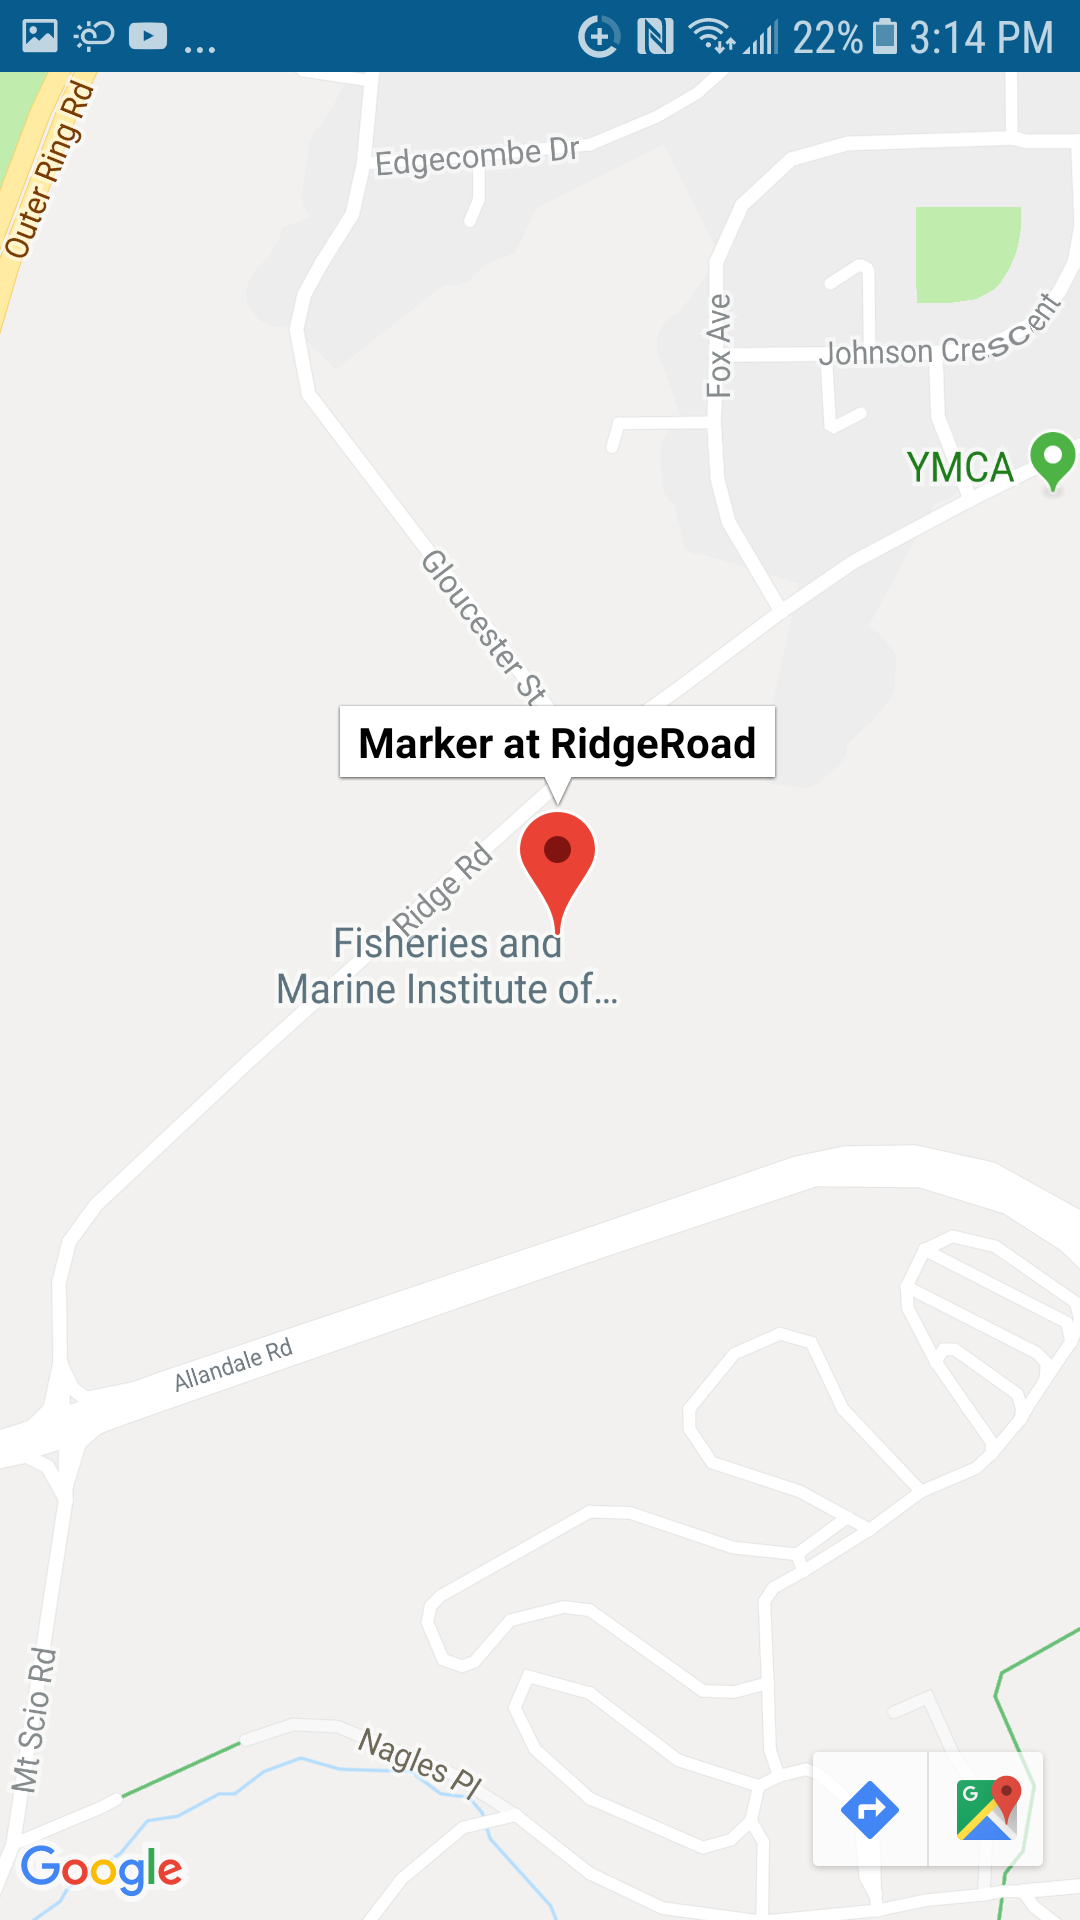 ... 22% 3:14 PM
Outer Ring Rd
Edgecombe Dr
Fox Ave
Johnson Crescent
YMCA
Gloucester St
Marker at RidgeRoad
Ridge Rd
Fisheries and
Marine Institute of...
Allandale Rd
Mt Scio Rd
Nagles Pl
G
Google